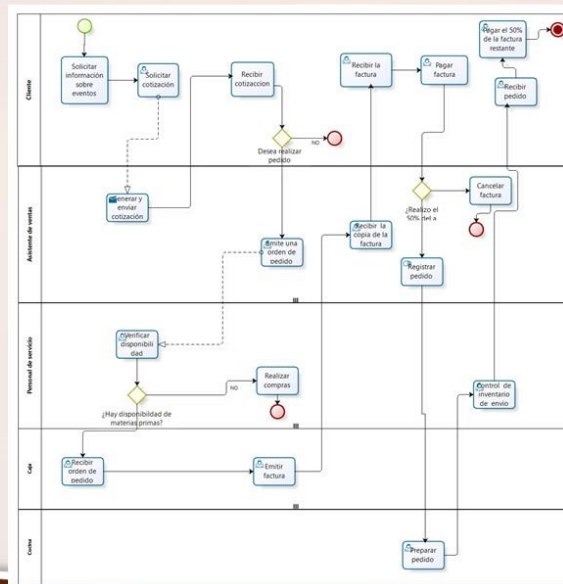 Cliente
Solicitar
información
sobre
eventos
Solicitar
cotización
Recibir
cotizaccion
Desea realizar
pedido
NO
Recibir la
factura
Pagar
factura
Pagar el 50%
de la factura
restante
Recibir
pedido
Asistente de ventas
Generar y
enviar
cotización
Emite una
orden de
pedido
Recibir la
copia de la
factura
¿Realizo el
50% del a
Cancelar
factura
Registrar
pedido
Personal de servicio
Verificar
disponibili
dad
¿Hay disponibildad de
materias primas?
NO
Realizar
compras
Control de
inventario
de envio
Caja
Recibir
orden de
pedido
Emitir
factura
Cocina
Preparar
pedido